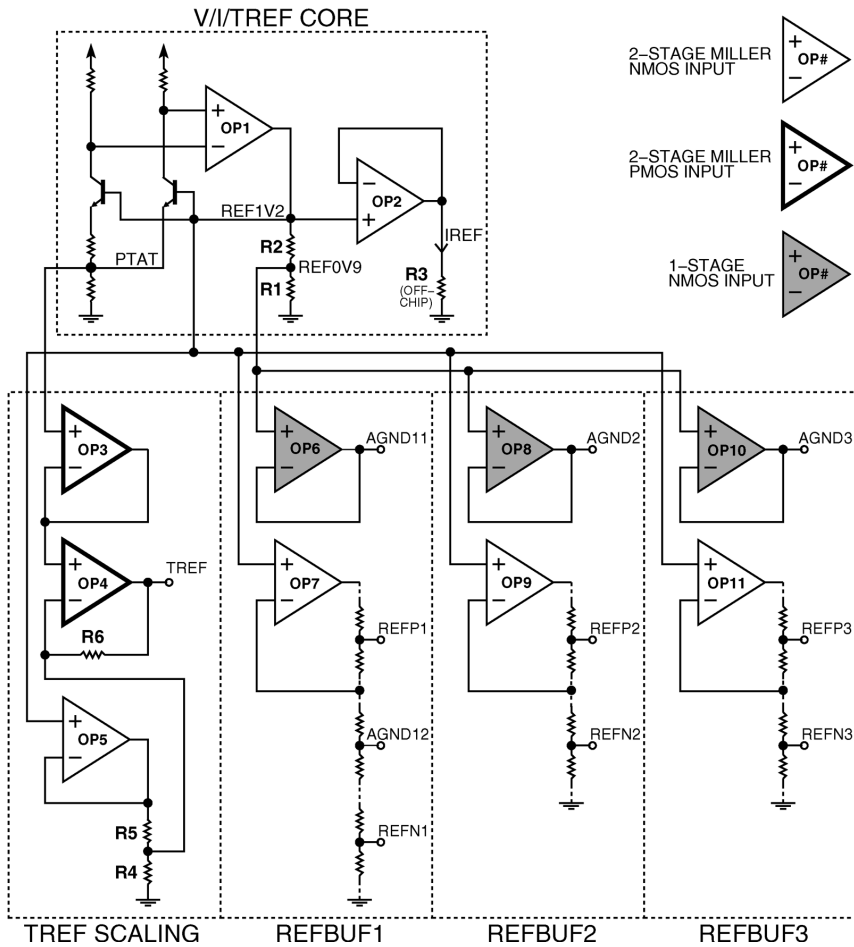 V/I/TREF CORE
2–STAGE MILLER
NMOS INPUT
+
OP#
−
+
OP1
−
2–STAGE MILLER
PMOS INPUT
+
OP#
−
−
OP2
+
REF1V2
IREF
R2
PTAT
REF0V9
R1
R3
(OFF–
CHIP)
1–STAGE
NMOS INPUT
+
OP#
−
+
OP3
−
+
OP6
−
AGND11
+
OP8
−
AGND2
+
OP10
−
AGND3
+
OP4
−
TREF
R6
+
OP7
−
REFP1
+
OP9
−
REFP2
+
OP11
−
REFP3
+
OP5
−
AGND12
REFN2
REFN3
R5
R4
REFN1
TREF SCALING
REFBUF1
REFBUF2
REFBUF3